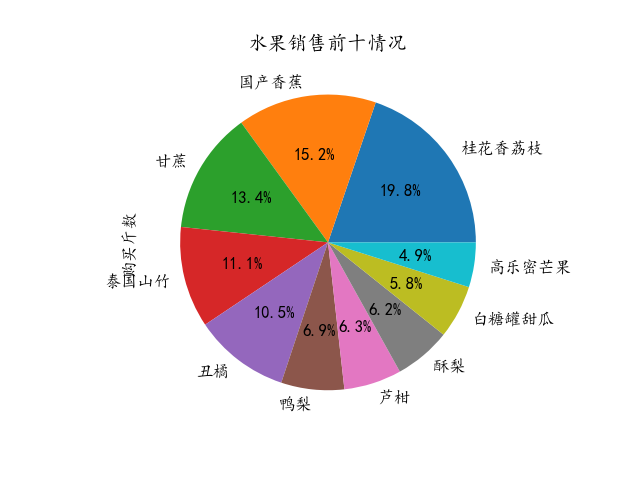 水果销售前十情况
国产香蕉
桂花香荔枝
15.2%
甘蔗
19.8%
13.4%
购买斤数
11.1%
4.9%
高乐密芒果
泰国山竹
5.8%
10.5%
6.2%
白糖罐甜瓜
6.9%
6.3%
酥梨
丑橘
芦柑
鸭梨